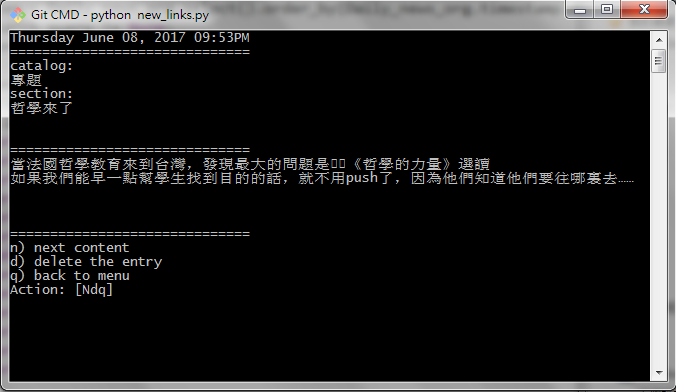 Git CMD - python new_links.py
Thursday June 08, 2017 09:53PM
==============================
catalog:
專題
section:
哲學來了
==============================
當法國哲學教育來到台灣，發現最大的問題是《哲學的力量》選讀
如果我們能早一點幫學生找到目的的話，就不用push了，因為他們知道他們要往哪裏去……
==============================
n) next content
d) delete the entry
q) back to menu
Action: [Ndq]